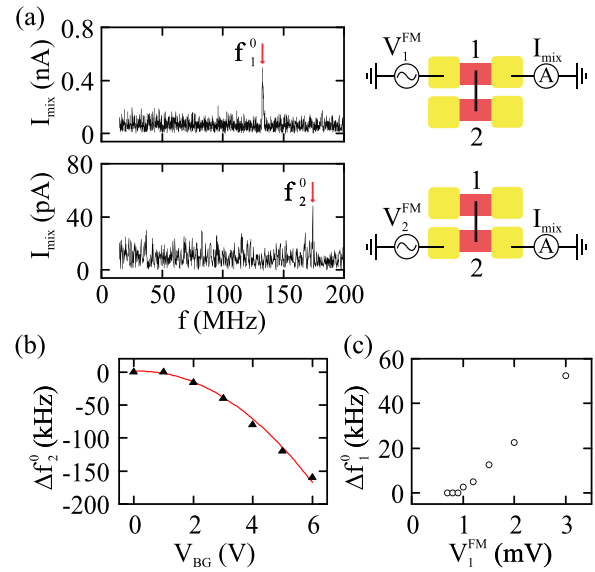 (a)
I_mix (nA)
0.8
0.4
0
f_1^0
V_1^FM
1
I_mix
A
2
I_mix (pA)
80
40
0
f_2^0
0 50 100 150 200
f (MHz)
V_2^FM
1
I_mix
A
2
(b)
Δf_2^0 (kHz)
0
-50
-100
-150
-200
0 2 4 6
V_BG (V)
(c)
Δf_1^0 (kHz)
60
40
20
0
1 2 3
V_1^FM (mV)